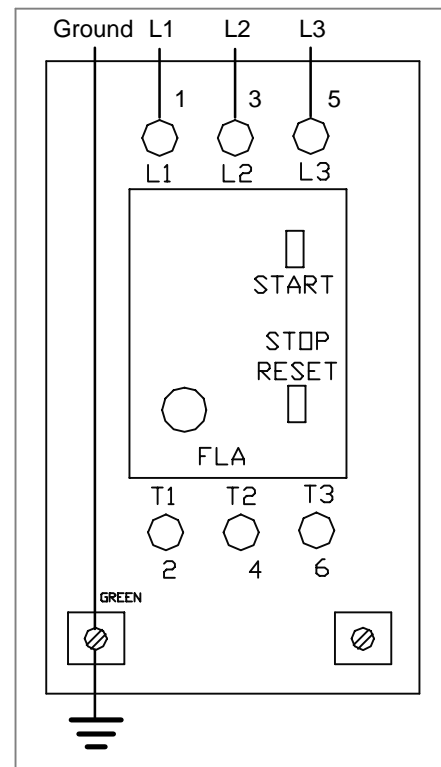 Ground L1 L2 L3
1 3 5
L1 L2 L3
START
STOP
RESET
FLA
T1 T2 T3
2 4 6
GREEN